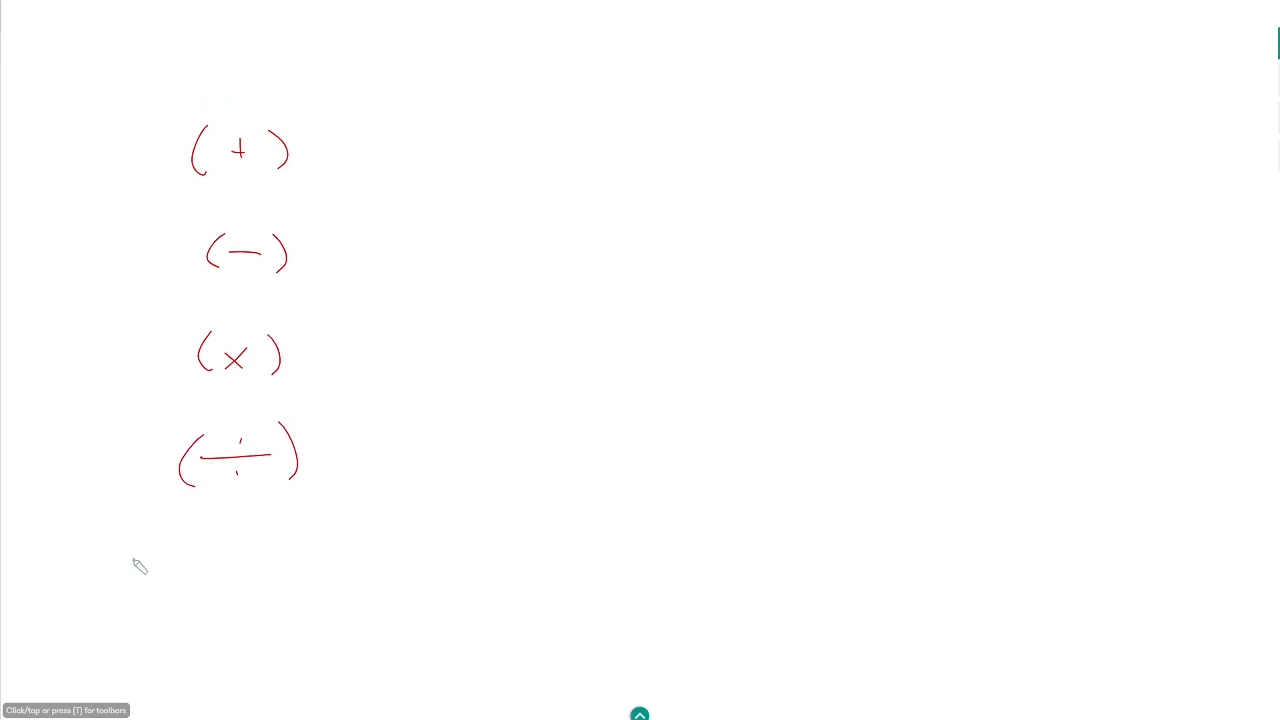 ( + )
( — )
( x )
( ÷ )
Click/tap or press [T] for toolbars